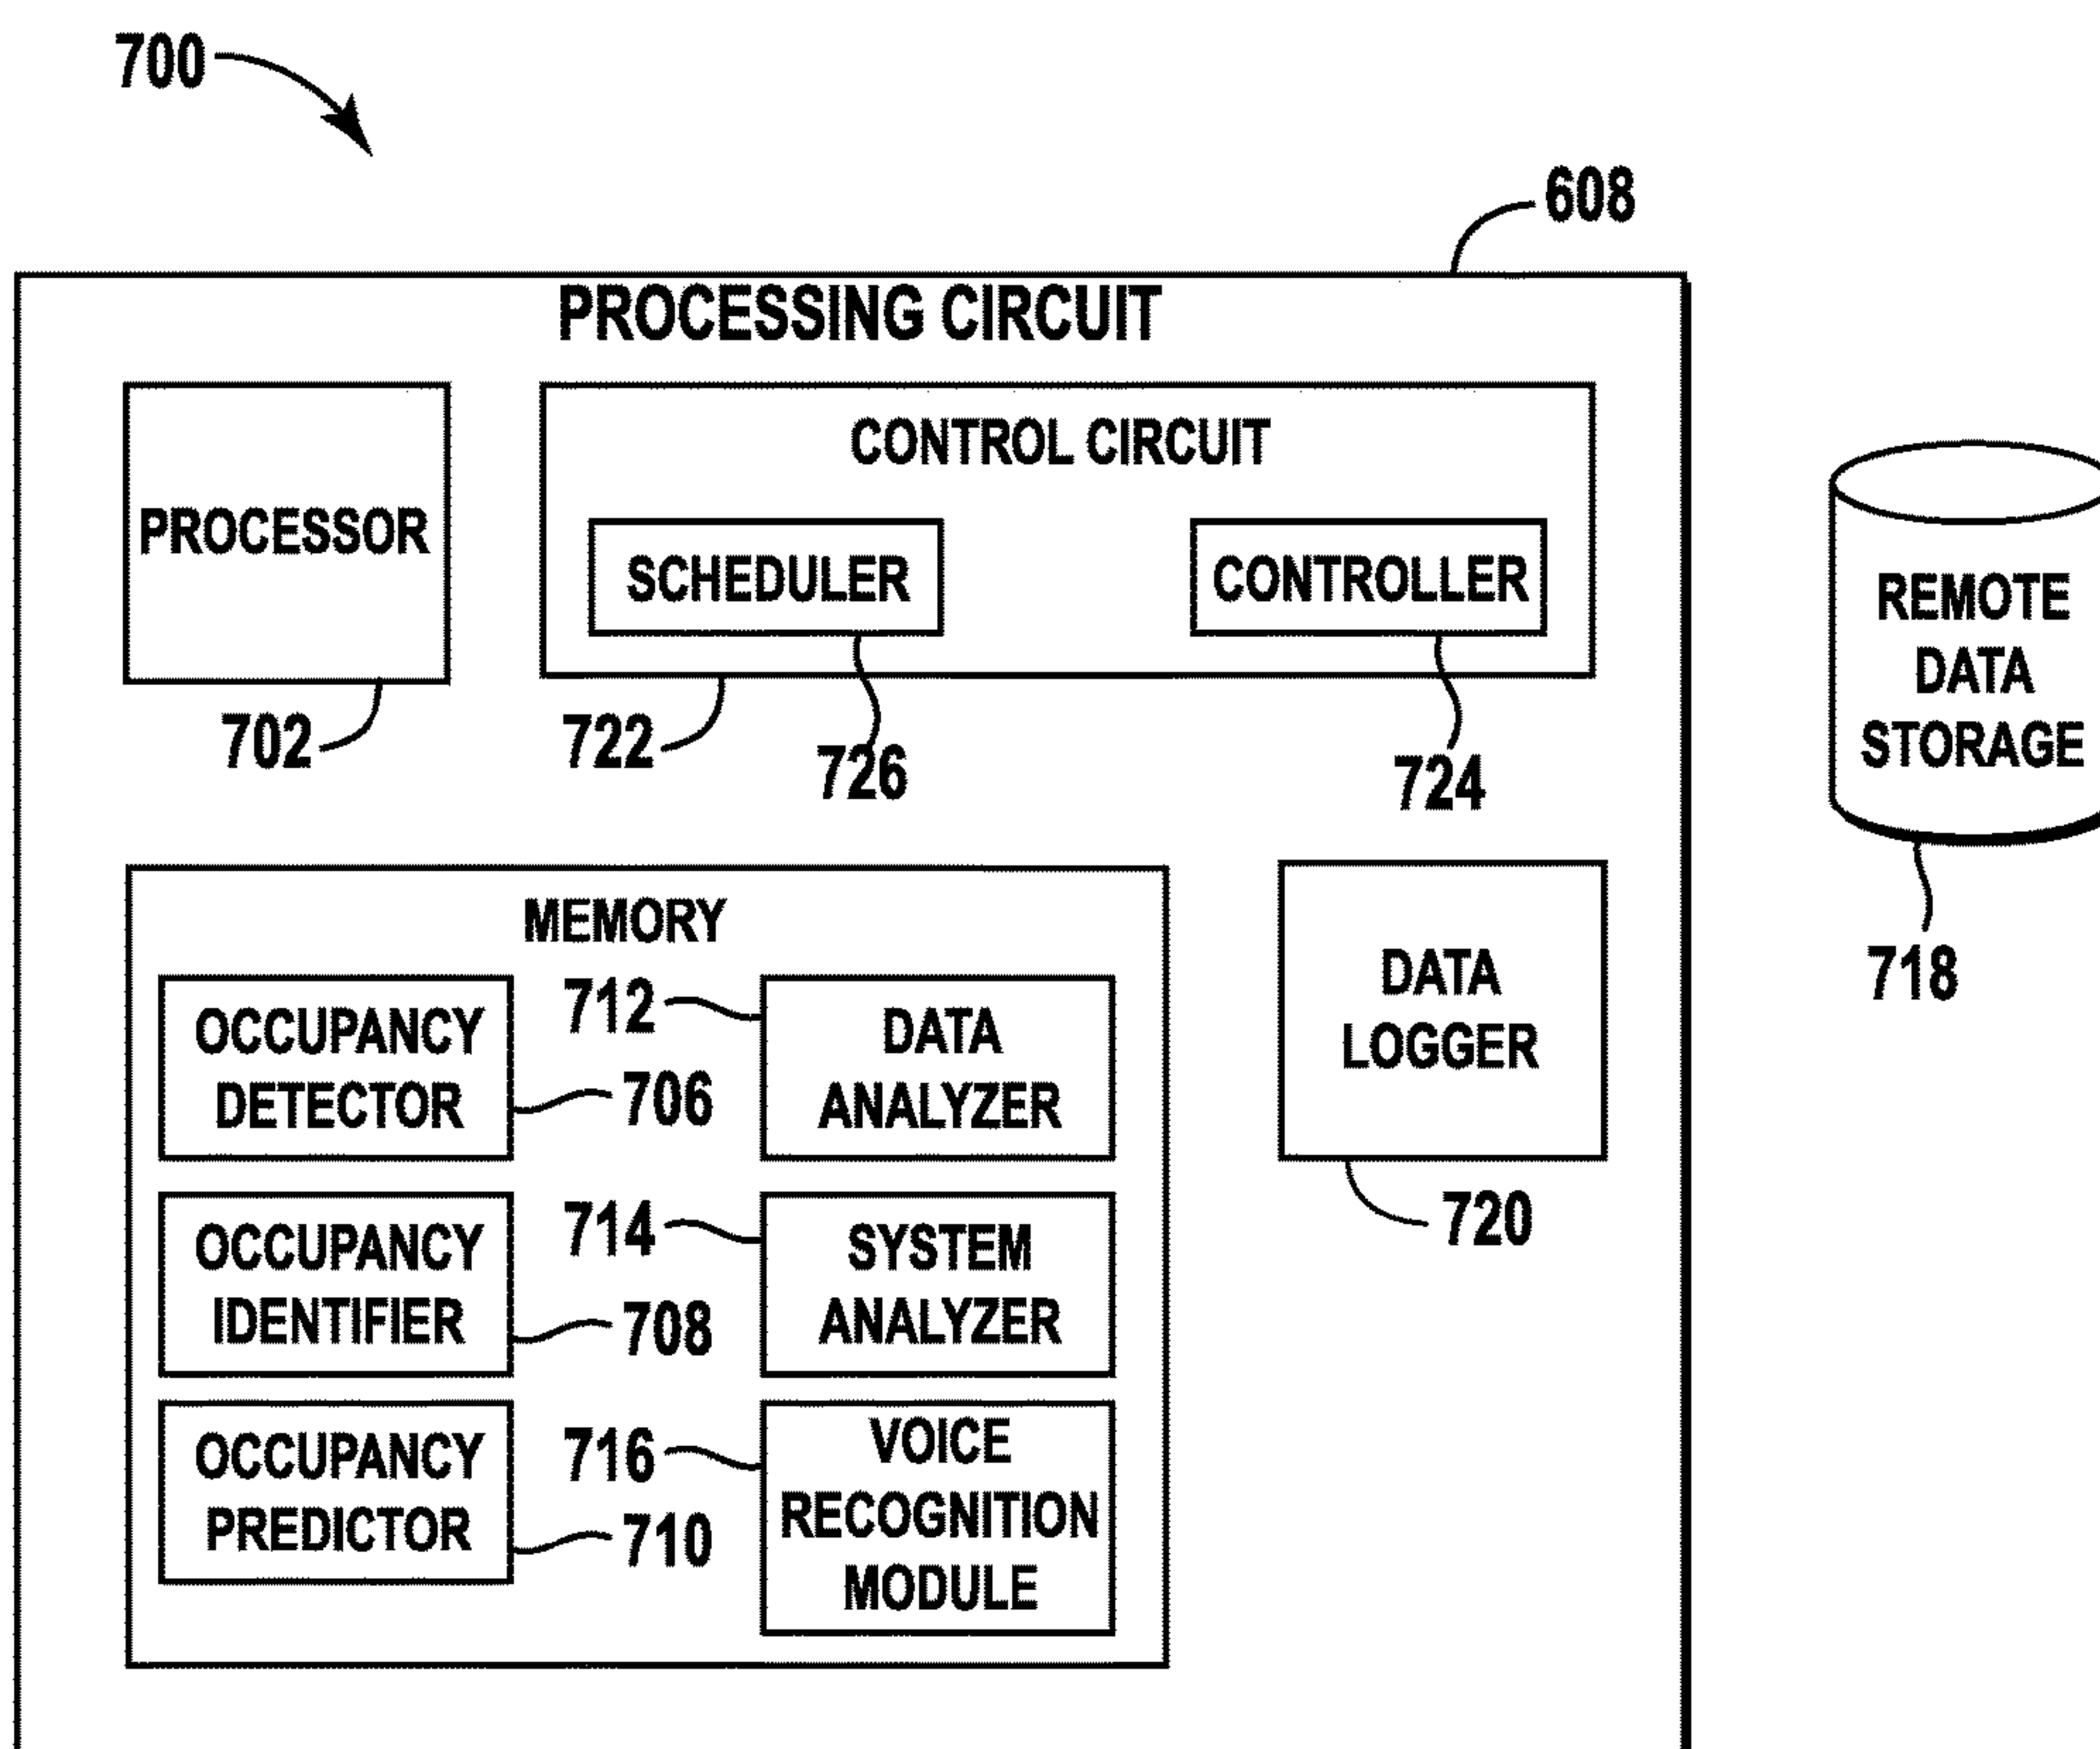 700
608
PROCESSING CIRCUIT
PROCESSOR
702
CONTROL CIRCUIT
SCHEDULER
CONTROLLER
722
726
724
REMOTE
DATA
STORAGE
718
MEMORY
OCCUPANCY
DETECTOR
706
712
DATA
ANALYZER
OCCUPANCY
IDENTIFIER
708
714
SYSTEM
ANALYZER
OCCUPANCY
PREDICTOR
710
716
VOICE
RECOGNITION
MODULE
DATA
LOGGER
720